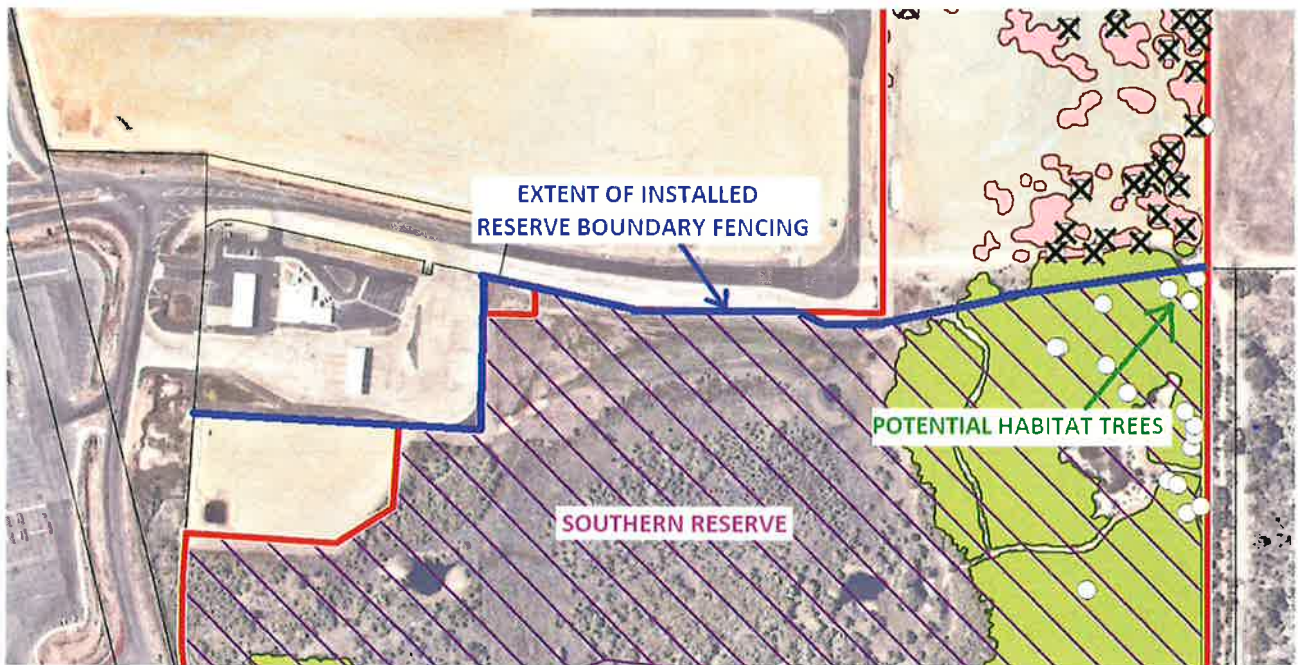 EXTENT OF INSTALLED
RESERVE BOUNDARY FENCING
POTENTIAL HABITAT TREES
SOUTHERN RESERVE